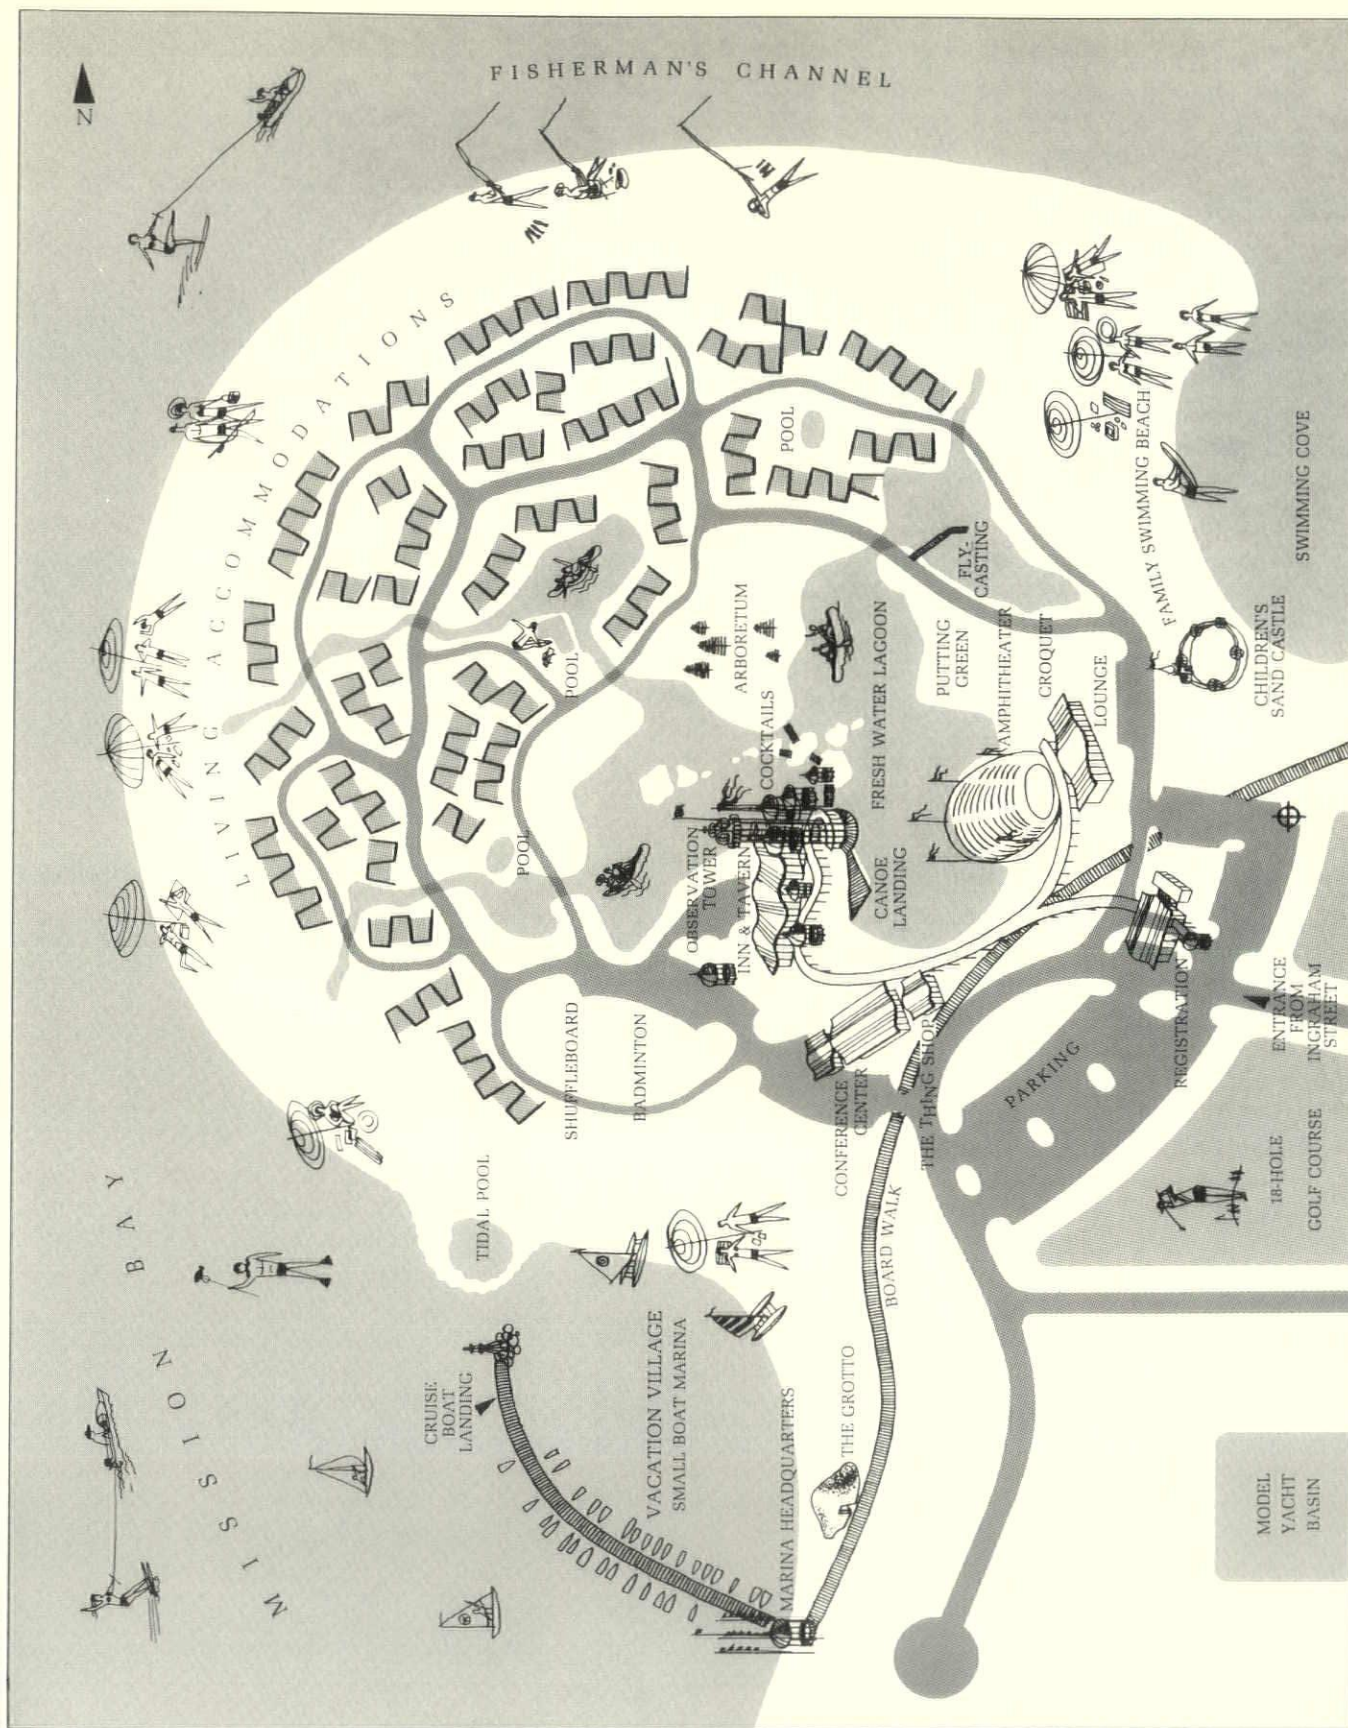 N
FISHERMAN'S CHANNEL
LIVING ACCOMMODATIONS
MISSION BAY
POOL
POOL
POOL
ARBORETUM
COCKTAILS
FLY-
CASTING
FRESH WATER LAGOON
PUTTING
GREEN
AMPHITHEATER
CROQUET
LOUNGE
FAMILY SWIMMING BEACH
SWIMMING COVE
CHILDREN'S
SAND CASTLE
OBSERVATION
TOWER
INN & TAVERN
CANOE
LANDING
SHUFFLEBOARD
BADMINTON
CONFERENCE
CENTER
THE THING SHOP
PARKING
REGISTRATION
ENTRANCE
FROM
INGRAHAM
STREET
18-HOLE
GOLF COURSE
TIDAL POOL
BOARD WALK
CRUISE
BOAT
LANDING
VACATION VILLAGE
SMALL BOAT MARINA
MARINA HEADQUARTERS
THE GROTTO
MODEL
YACHT
BASIN